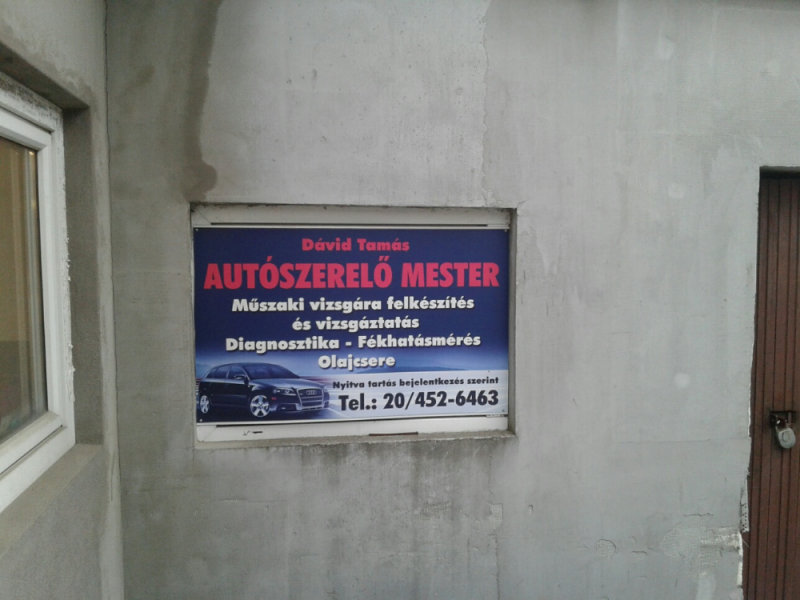 Dávid Tamás
AUTÓSZERELŐ MESTER
Műszaki vizsgára felkészítés
és vizsgáztatás
Diagnosztika - Fékhatásmérés
Olajcsere
Nyitva tartás bejelentkezés szerint
Tel.: 20/452-6463